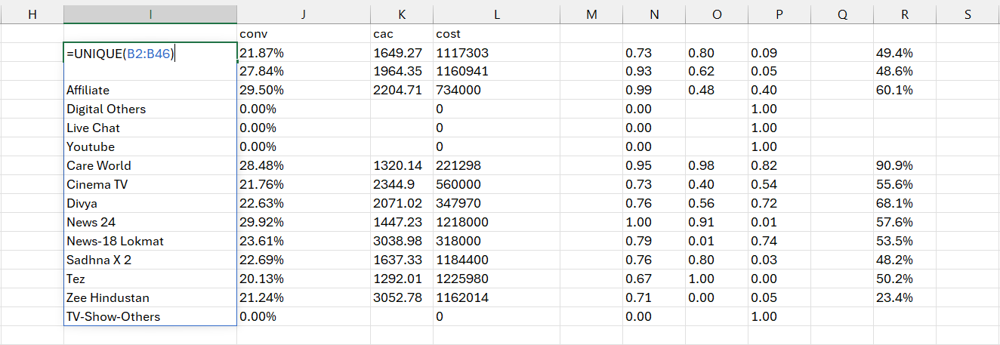 H I J K L M N O P Q R S
conv cac cost
=UNIQUE(B2:B46) 21.87% 1649.27 1117303 0.73 0.80 0.09 49.4%
27.84% 1964.35 1160941 0.93 0.62 0.05 48.6%
Affiliate 29.50% 2204.71 734000 0.99 0.48 0.40 60.1%
Digital Others 0.00% 0 0.00 1.00
Live Chat 0.00% 0 0.00 1.00
Youtube 0.00% 0 0.00 1.00
Care World 28.48% 1320.14 221298 0.95 0.98 0.82 90.9%
Cinema TV 21.76% 2344.9 560000 0.73 0.40 0.54 55.6%
Divya 22.63% 2071.02 347970 0.76 0.56 0.72 68.1%
News 24 29.92% 1447.23 1218000 1.00 0.91 0.01 57.6%
News-18 Lokmat 23.61% 3038.98 318000 0.79 0.01 0.74 53.5%
Sadhna X 2 22.69% 1637.33 1184400 0.76 0.80 0.03 48.2%
Tez 20.13% 1292.01 1225980 0.67 1.00 0.00 50.2%
Zee Hindustan 21.24% 3052.78 1162014 0.71 0.00 0.05 23.4%
TV-Show-Others 0.00% 0 0.00 1.00